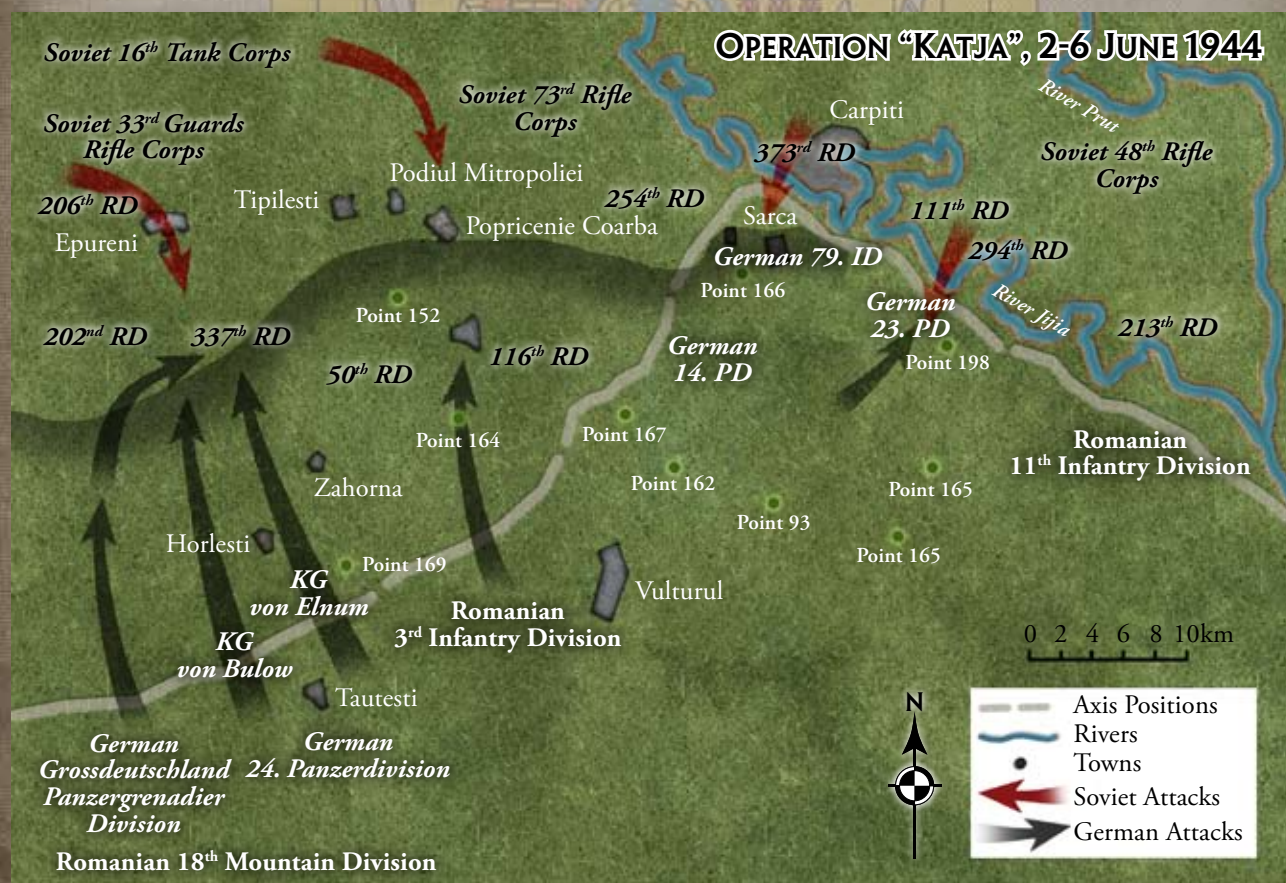 OPERATION “KATJA”, 2-6 JUNE 1944
Soviet 16th Tank Corps
Soviet 73rd Rifle
Corps
Soviet 33rd Guards
Rifle Corps
Carpiti
River Prut
373rd RD
Soviet 48th Rifle
Corps
Podiul Mitropoliei
Tipilesti
206th RD
Epureni
254th RD
Popricenie Coarba
Sarca
111th RD
294th RD
German 79. ID
Point 166
River Jijia
Point 152
German
23. PD
213th RD
202nd RD
337th RD
50th RD
116th RD
German
14. PD
Point 198
Point 164
Point 167
Romanian
11th Infantry Division
Zahorna
Point 162
Point 165
Point 93
Horlesti
Point 165
Point 169
KG
von Elnum
Vulturul
Romanian
3rd Infantry Division
KG
von Bulow
Tautesti
0 2 4 6 8 10km
German
Grossdeutschland
Panzergrenadier
Division
German
24. Panzerdivision
Romanian 18th Mountain Division
N
Axis Positions
Rivers
Towns
Soviet Attacks
German Attacks